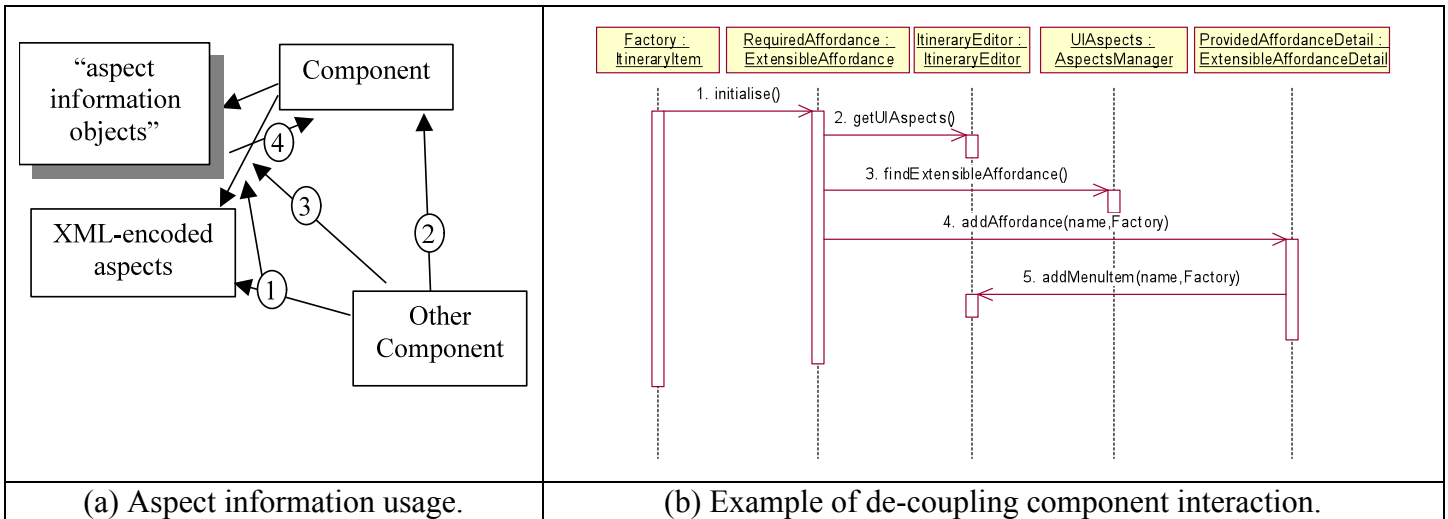 “aspect
information
objects”
Component
4
3
2
XML-encoded
aspects
1
Other
Component
(a) Aspect information usage.
Factory :
ItineraryItem
RequiredAffordance :
ExtensibleAffordance
ItineraryEditor :
ItineraryEditor
UIAspects :
AspectsManager
ProvidedAffordanceDetail :
ExtensibleAffordanceDetail
1. initialise()
2. getUIAspects()
3. findExtensibleAffordance()
4. addAffordance(name,Factory)
5. addMenuItem(name,Factory)
(b) Example of de-coupling component interaction.